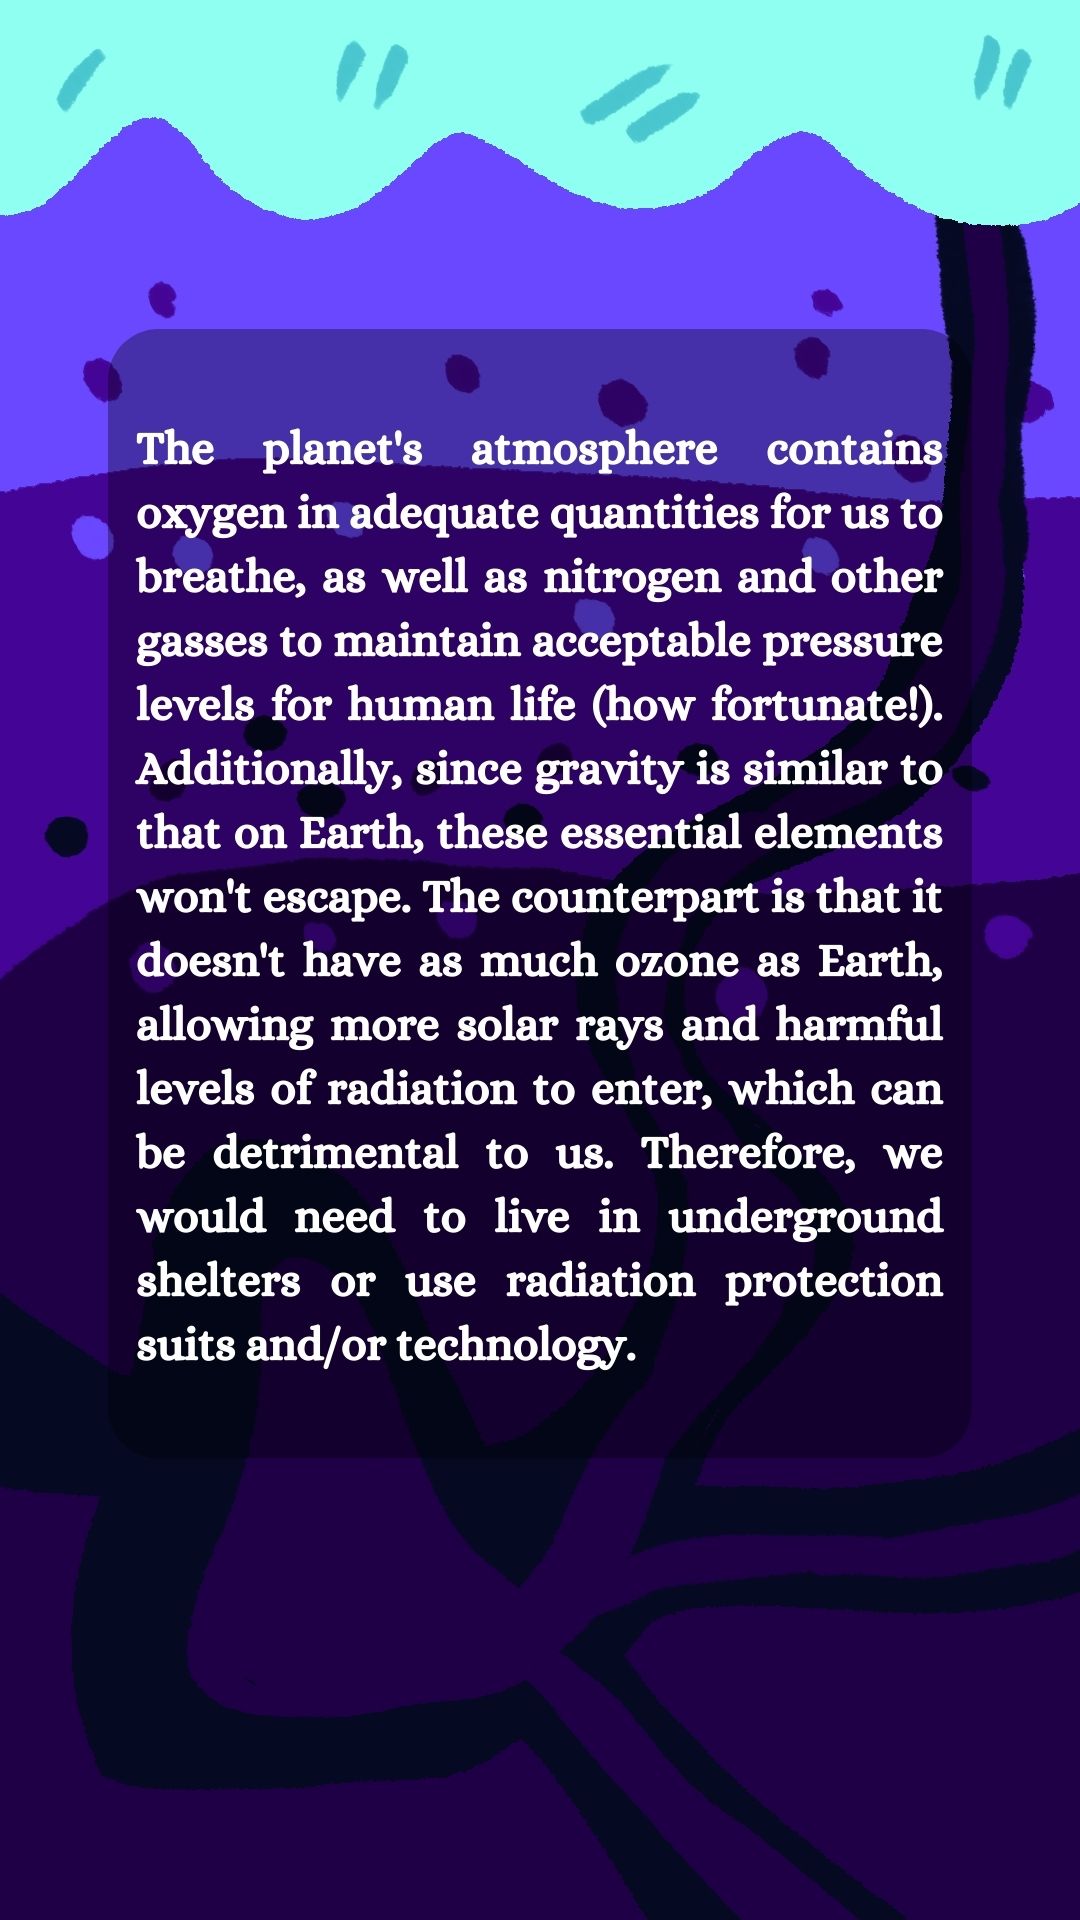 The planet's atmosphere contains
oxygen in adequate quantities for us to
breathe, as well as nitrogen and other
gasses to maintain acceptable pressure
levels for human life (how fortunate!).
Additionally, since gravity is similar to
that on Earth, these essential elements
won't escape. The counterpart is that it
doesn't have as much ozone as Earth,
allowing more solar rays and harmful
levels of radiation to enter, which can
be detrimental to us. Therefore, we
would need to live in underground
shelters or use radiation protection
suits and/or technology.